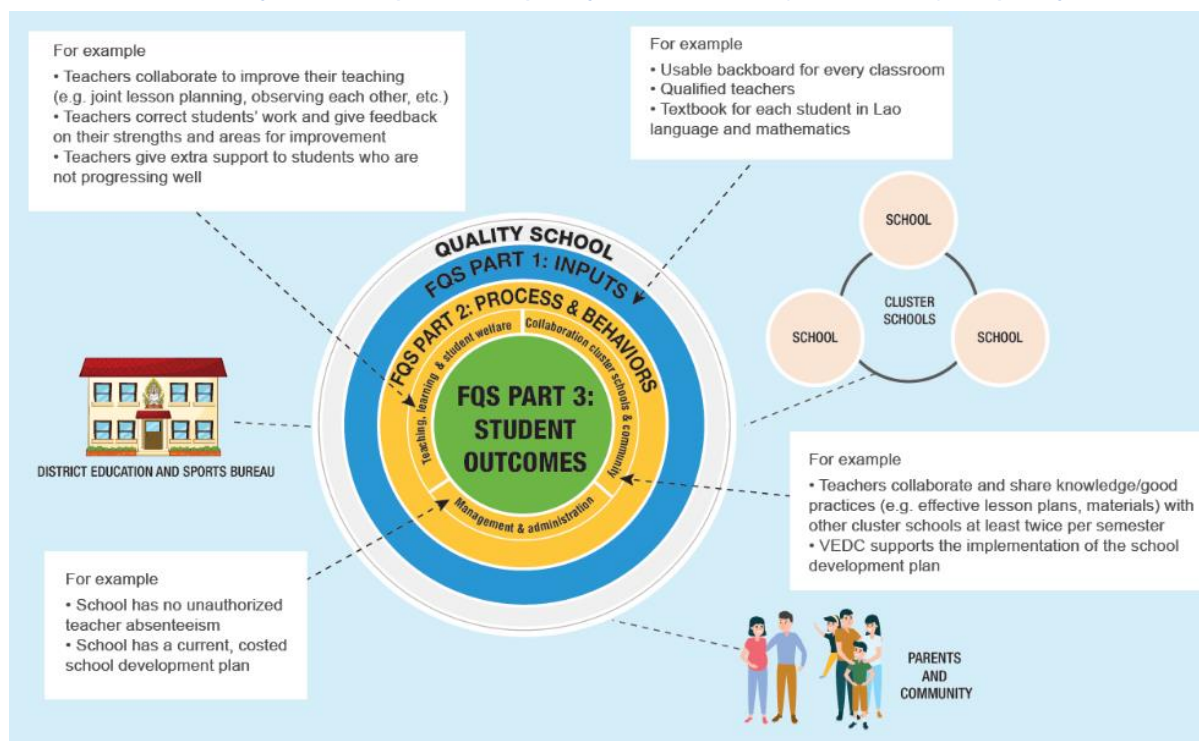 For example
• Teachers collaborate to improve their teaching
(e.g. joint lesson planning, observing each other, etc.)
• Teachers correct students' work and give feedback
on their strengths and areas for improvement
• Teachers give extra support to students who are
not progressing well
For example
• Usable backboard for every classroom
• Qualified teachers
• Textbook for each student in Lao
language and mathematics
SCHOOL
CLUSTER
SCHOOLS
SCHOOL
SCHOOL
QUALITY SCHOOL
FQS PART 1: INPUTS
FQS PART 2: PROCESS & BEHAVIORS
Teaching, learning & student welfare
Collaboration cluster schools & community
Management & administration
FQS PART 3:
STUDENT
OUTCOMES
DISTRICT EDUCATION AND SPORTS BUREAU
For example
• Teachers collaborate and share knowledge/good
practices (e.g. effective lesson plans, materials) with
other cluster schools at least twice per semester
• VEDC supports the implementation of the school
development plan
For example
• School has no unauthorized
teacher absenteeism
• School has a current, costed
school development plan
PARENTS
AND
COMMUNITY